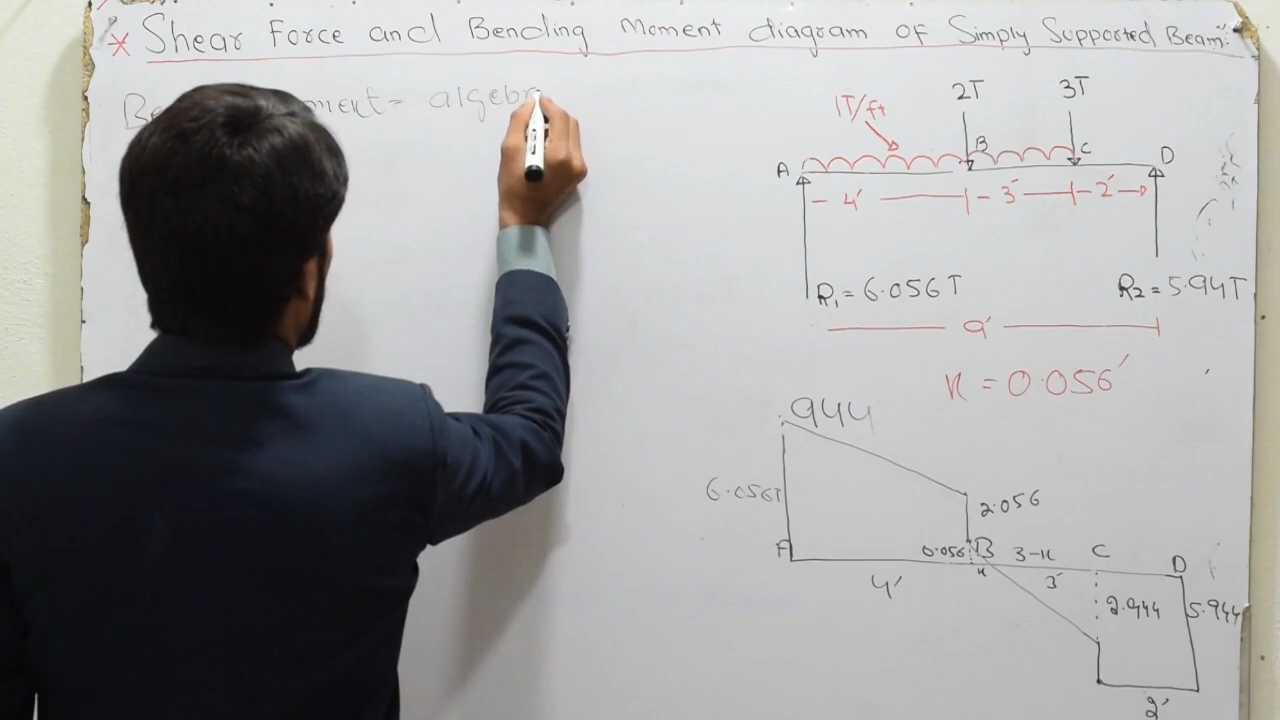 * Shear Force and Bending Moment diagram of Simply Supported Beam:
algebr
2T 3T
1T/ft
A B C D
4' 3' 2'
R₁ = 6.056T R₂ = 5.94T
9'
x = 0.056'
.944
6.056T 2.056
A 0.056 B 3-x C D
4' x 3' 2.944 5.944
2'